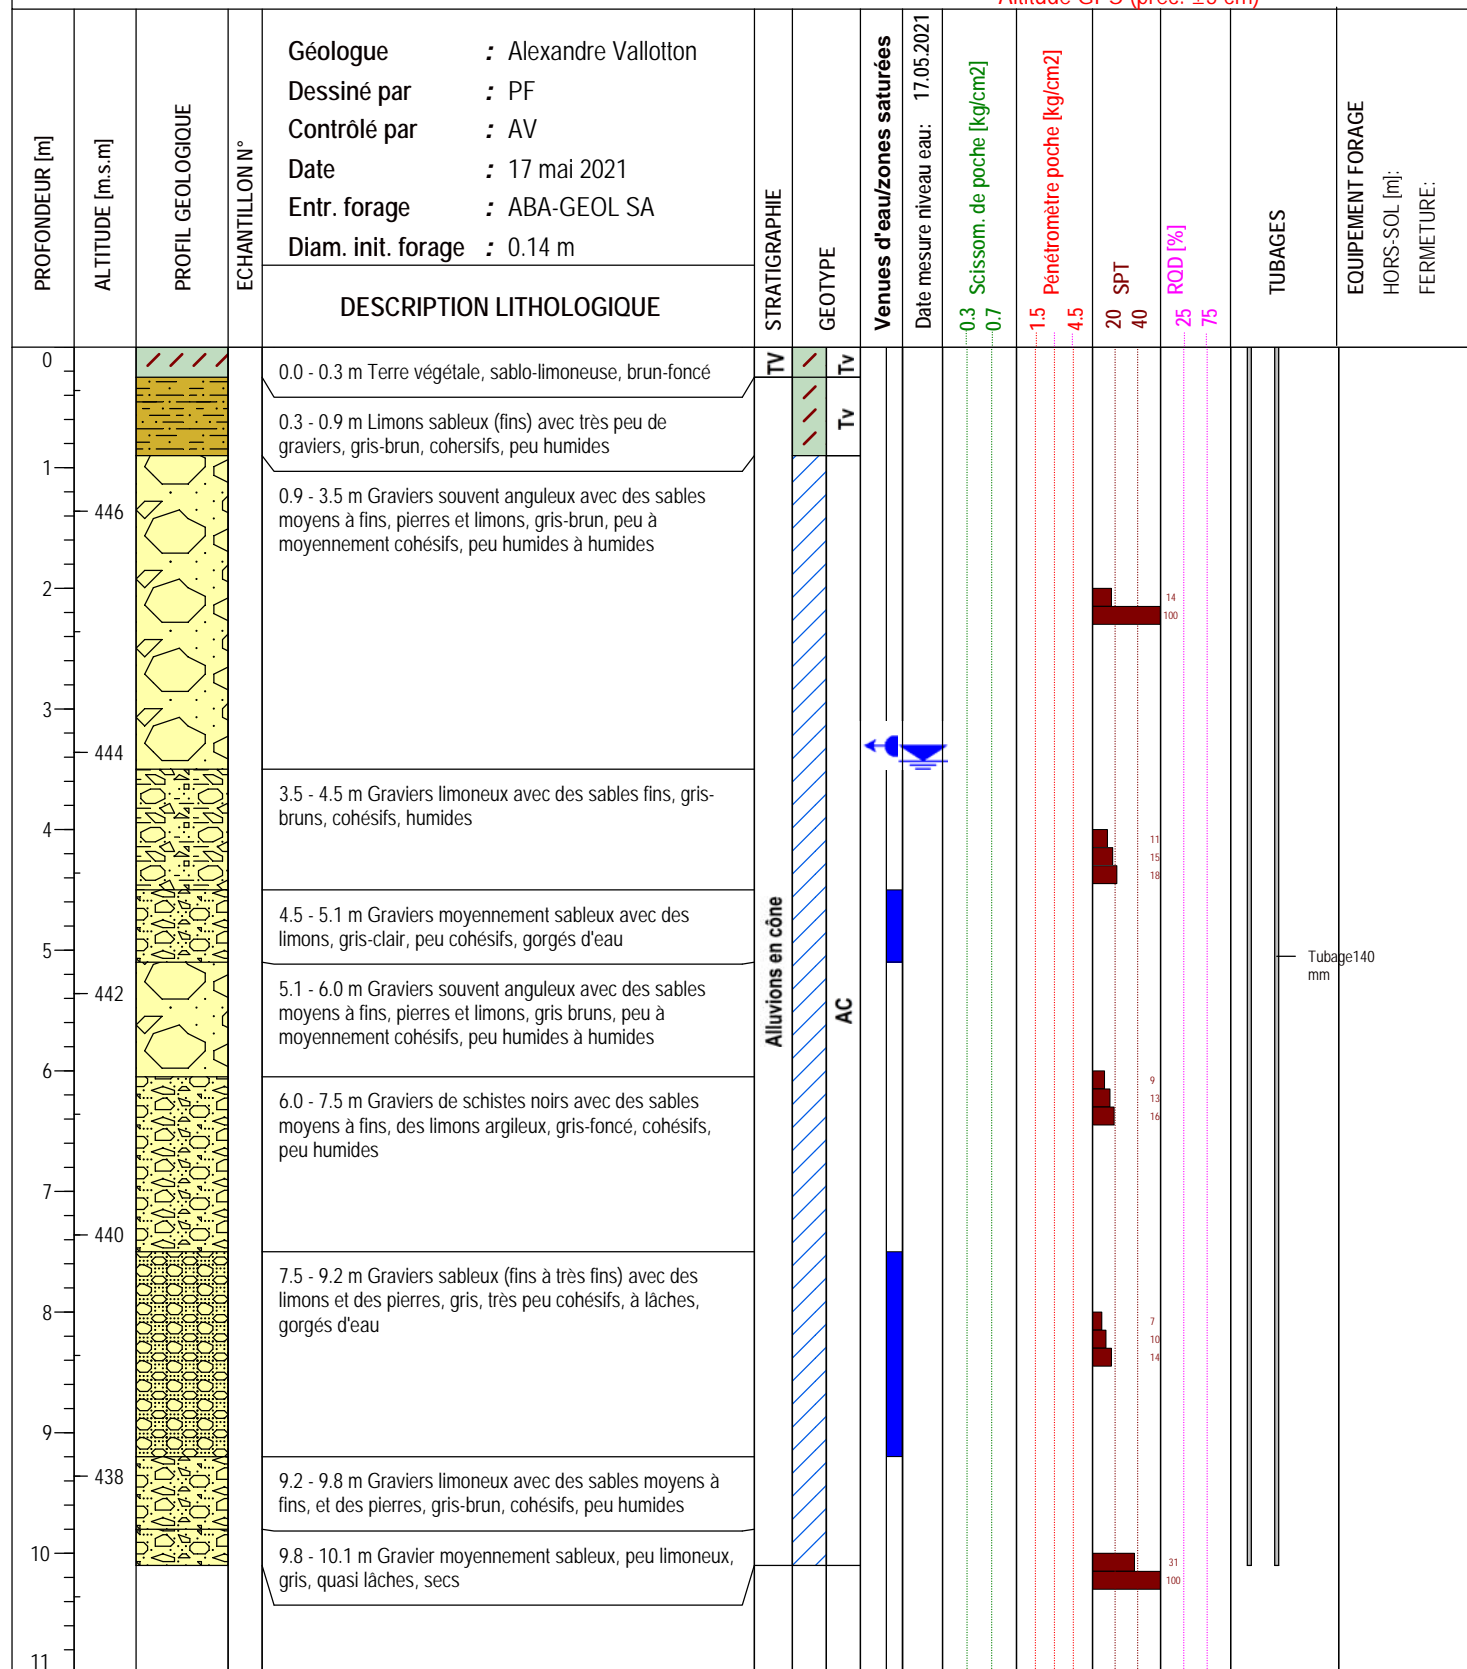 Altitude GPS (préc. ±5 cm)
PROFONDEUR [m]
ALTITUDE [m.s.m]
PROFIL GEOLOGIQUE
ECHANTILLON N°
Géologue : Alexandre Vallotton
Dessiné par : PF
Contrôlé par : AV
Date : 17 mai 2021
Entr. forage : ABA-GEOL SA
Diam. init. forage : 0.14 m
DESCRIPTION LITHOLOGIQUE
STRATIGRAPHIE
GEOTYPE
Venues d'eau/zones saturées
Date mesure niveau eau: 17.05.2021
0.3 Scissom. de poche [kg/cm2]
0.7
1.5 Pénétromètre poche [kg/cm2]
4.5
20 SPT
40
25 RQD [%]
75
TUBAGES
EQUIPEMENT FORAGE
HORS-SOL [m]:
FERMETURE:
0
0.0 - 0.3 m Terre végétale, sablo-limoneuse, brun-foncé
TV
Tv
0.3 - 0.9 m Limons sableux (fins) avec très peu de
graviers, gris-brun, cohersifs, peu humides
Tv
1
0.9 - 3.5 m Graviers souvent anguleux avec des sables
moyens à fins, pierres et limons, gris-brun, peu à
moyennement cohésifs, peu humides à humides
446
2
14
100
3
444
3.5 - 4.5 m Graviers limoneux avec des sables fins, gris-
bruns, cohésifs, humides
4
11
15
18
4.5 - 5.1 m Graviers moyennement sableux avec des
limons, gris-clair, peu cohésifs, gorgés d'eau
5
Alluvions en cône
AC
Tubage140
mm
442
5.1 - 6.0 m Graviers souvent anguleux avec des sables
moyens à fins, pierres et limons, gris bruns, peu à
moyennement cohésifs, peu humides à humides
6
9
13
16
6.0 - 7.5 m Graviers de schistes noirs avec des sables
moyens à fins, des limons argileux, gris-foncé, cohésifs,
peu humides
7
440
7.5 - 9.2 m Graviers sableux (fins à très fins) avec des
limons et des pierres, gris, très peu cohésifs, à lâches,
gorgés d'eau
8
7
10
14
9
438
9.2 - 9.8 m Graviers limoneux avec des sables moyens à
fins, et des pierres, gris-brun, cohésifs, peu humides
10
9.8 - 10.1 m Gravier moyennement sableux, peu limoneux,
gris, quasi lâches, secs
31
100
11